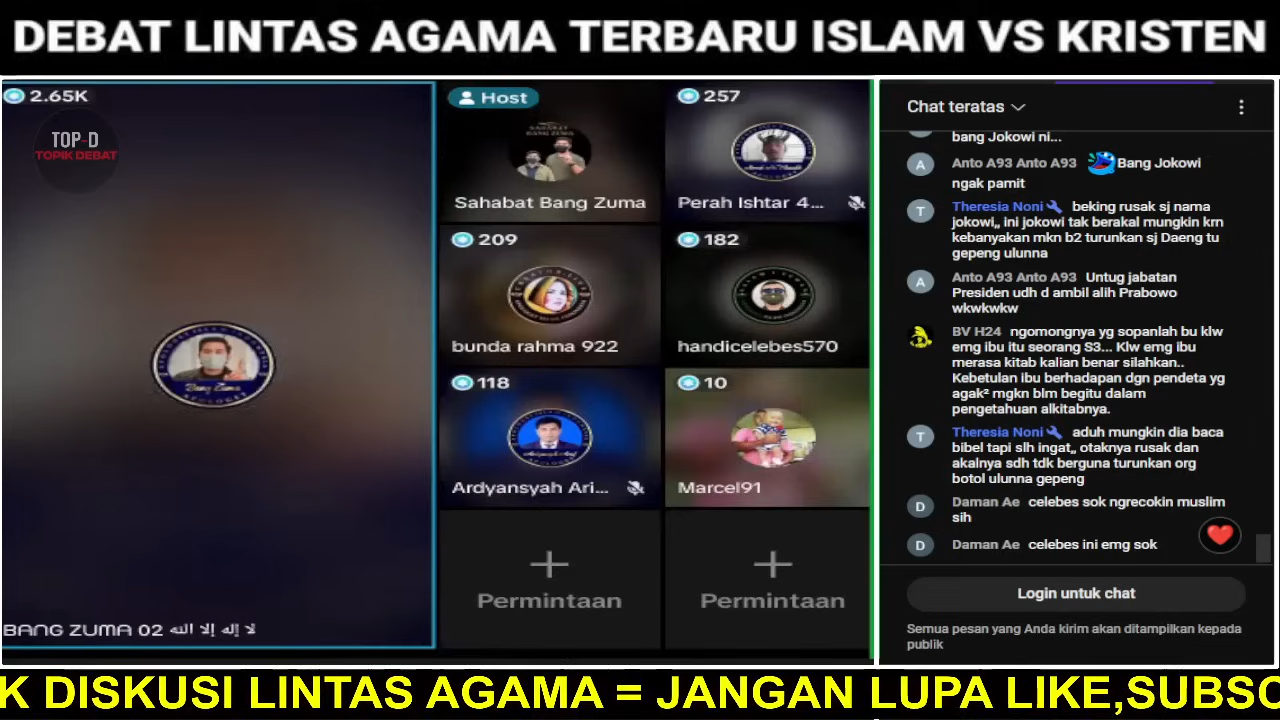 DEBAT LINTAS AGAMA TERBARU ISLAM VS KRISTEN
2.65K
TOP-D
TOPIK DEBAT
Bang Zuma
APOLOGET
BANG ZUMA 02 لا إله إلا الله
Host
SAHABAT
BANG ZUMA
Sahabat Bang Zuma
257
Perah Ishtar 4...
209
bunda rahma 922
182
handicelebes570
118
APOLOGET
Ardyansyah Ari...
10
Marcel91
Permintaan
Permintaan
Chat teratas
bang Jokowi ni...
A
Anto A93 Anto A93 Bang Jokowi
ngak pamit
T
Theresia Noni beking rusak sj nama
jokowi,, ini jokowi tak berakal mungkin krn
kebanyakan mkn b2 turunkan sj Daeng tu
gepeng ulunna
A
Anto A93 Anto A93 Untug jabatan
Presiden udh d ambil alih Prabowo
wkwkwkw
BV H24 ngomongnya yg sopanlah bu klw
emg ibu itu seorang S3... Klw emg ibu
merasa kitab kalian benar silahkan..
Kebetulan ibu berhadapan dgn pendeta yg
agak² mgkn blm begitu dalam
pengetahuan alkitabnya.
T
Theresia Noni aduh mungkin dia baca
bibel tapi slh ingat,, otaknya rusak dan
akalnya sdh tdk berguna turunkan org
botol ulunna gepeng
D
Daman Ae celebes sok ngrecokin muslim
sih
D
Daman Ae celebes ini emg sok
Login untuk chat
Semua pesan yang Anda kirim akan ditampilkan kepada
publik
K DISKUSI LINTAS AGAMA = JANGAN LUPA LIKE,SUBSC